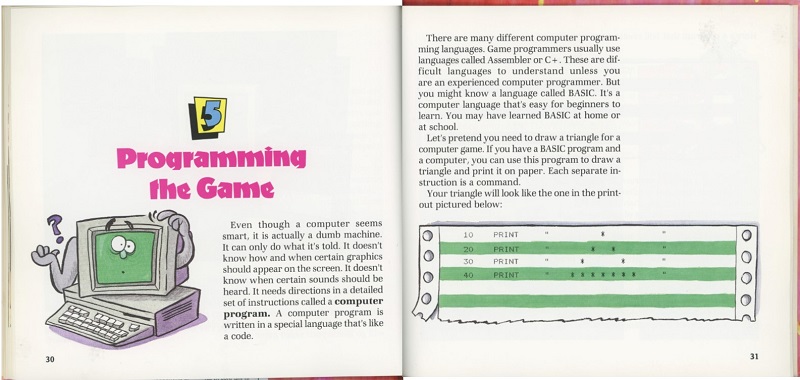 5
Programming
the Game
?
Even though a computer seems
smart, it is actually a dumb machine.
It can only do what it's told. It doesn't
know how and when certain graphics
should appear on the screen. It doesn't
know when certain sounds should be
heard. It needs directions in a detailed
set of instructions called a computer
program. A computer program is
written in a special language that's like
a code.
30
There are many different computer program-
ming languages. Game programmers usually use
languages called Assembler or C+. These are dif-
ficult languages to understand unless you
are an experienced computer programmer. But
you might know a language called BASIC. It's a
computer language that's easy for beginners to
learn. You may have learned BASIC at home or
at school.
Let's pretend you need to draw a triangle for a
computer game. If you have a BASIC program and
a computer, you can use this program to draw a
triangle and print it on paper. Each separate in-
struction is a command.
Your triangle will look like the one in the print-
out pictured below:
10 PRINT " * "
20 PRINT " * * "
30 PRINT " * * "
40 PRINT " * * * * * * * "
31